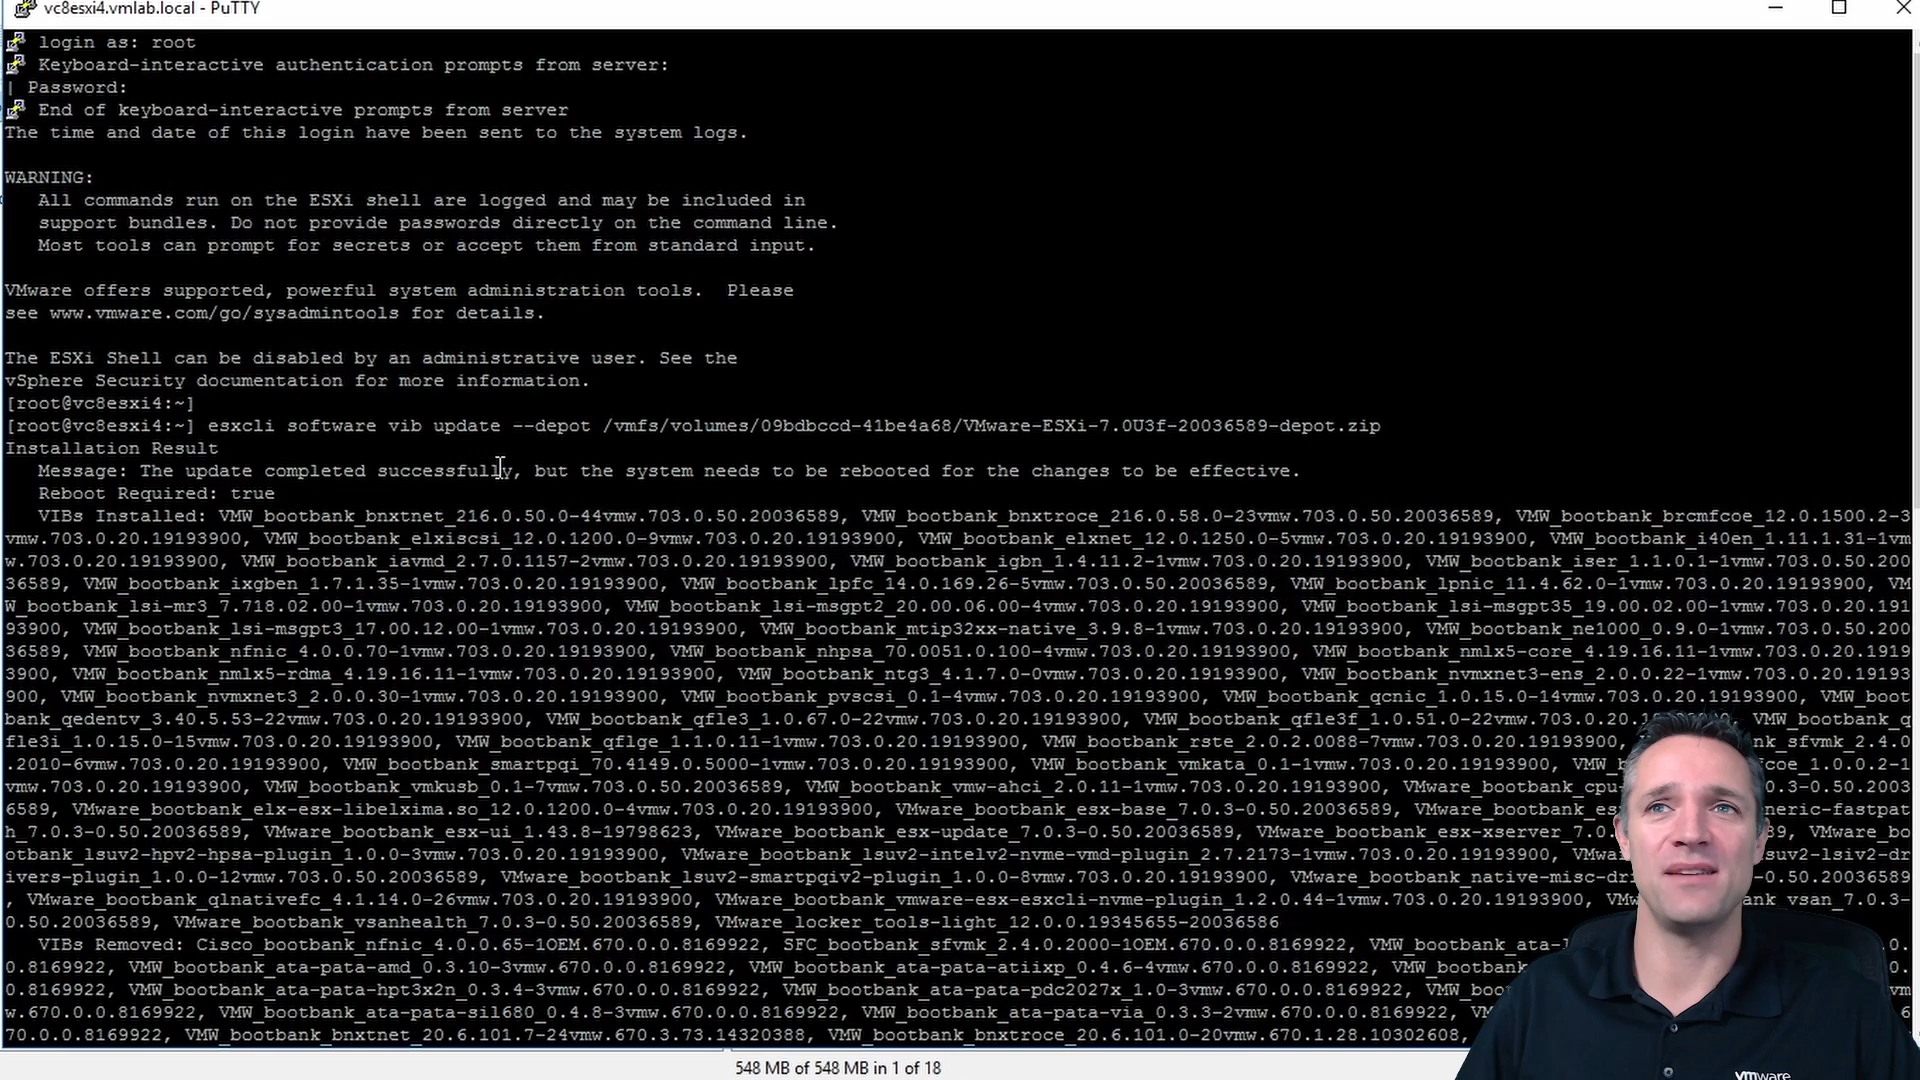 vc8esxi4.vmlab.local - PuTTY
login as: root
Keyboard-interactive authentication prompts from server:
| Password:
End of keyboard-interactive prompts from server
The time and date of this login have been sent to the system logs.
WARNING:
All commands run on the ESXi shell are logged and may be included in
support bundles. Do not provide passwords directly on the command line.
Most tools can prompt for secrets or accept them from standard input.
VMware offers supported, powerful system administration tools.  Please
see www.vmware.com/go/sysadmintools for details.
The ESXi Shell can be disabled by an administrative user. See the
vSphere Security documentation for more information.
[root@vc8esxi4:~]
[root@vc8esxi4:~] esxcli software vib update --depot /vmfs/volumes/09bdbccd-41be4a68/VMware-ESXi-7.0U3f-20036589-depot.zip
Installation Result
Message: The update completed successfully, but the system needs to be rebooted for the changes to be effective.
Reboot Required: true
VIBs Installed: VMW_bootbank_bnxtnet_216.0.50.0-44vmw.703.0.50.20036589, VMW_bootbank_bnxtroce_216.0.58.0-23vmw.703.0.50.20036589, VMW_bootbank_brcmfcoe_12.0.1500.2-3
vmw.703.0.20.19193900, VMW_bootbank_elxiscsi_12.0.1200.0-9vmw.703.0.20.19193900, VMW_bootbank_elxnet_12.0.1250.0-5vmw.703.0.20.19193900, VMW_bootbank_i40en_1.11.1.31-1vm
w.703.0.20.19193900, VMW_bootbank_iavmd_2.7.0.1157-2vmw.703.0.20.19193900, VMW_bootbank_igbn_1.4.11.2-1vmw.703.0.20.19193900, VMW_bootbank_iser_1.1.0.1-1vmw.703.0.50.200
36589, VMW_bootbank_ixgben_1.7.1.35-1vmw.703.0.20.19193900, VMW_bootbank_lpfc_14.0.169.26-5vmw.703.0.50.20036589, VMW_bootbank_lpnic_11.4.62.0-1vmw.703.0.20.19193900, VM
W_bootbank_lsi-mr3_7.718.02.00-1vmw.703.0.20.19193900, VMW_bootbank_lsi-msgpt2_20.00.06.00-4vmw.703.0.20.19193900, VMW_bootbank_lsi-msgpt35_19.00.02.00-1vmw.703.0.20.191
93900, VMW_bootbank_lsi-msgpt3_17.00.12.00-1vmw.703.0.20.19193900, VMW_bootbank_mtip32xx-native_3.9.8-1vmw.703.0.20.19193900, VMW_bootbank_ne1000_0.9.0-1vmw.703.0.50.200
36589, VMW_bootbank_nfnic_4.0.0.70-1vmw.703.0.20.19193900, VMW_bootbank_nhpsa_70.0051.0.100-4vmw.703.0.20.19193900, VMW_bootbank_nmlx5-core_4.19.16.11-1vmw.703.0.20.1919
3900, VMW_bootbank_nmlx5-rdma_4.19.16.11-1vmw.703.0.20.19193900, VMW_bootbank_ntg3_4.1.7.0-0vmw.703.0.20.19193900, VMW_bootbank_nvmxnet3-ens_2.0.0.22-1vmw.703.0.20.19193
900, VMW_bootbank_nvmxnet3_2.0.0.30-1vmw.703.0.20.19193900, VMW_bootbank_pvscsi_0.1-4vmw.703.0.20.19193900, VMW_bootbank_qcnic_1.0.15.0-14vmw.703.0.20.19193900, VMW_boot
bank_qedentv_3.40.5.53-22vmw.703.0.20.19193900, VMW_bootbank_qfle3_1.0.67.0-22vmw.703.0.20.19193900, VMW_bootbank_qfle3f_1.0.51.0-22vmw.703.0.20. VMW_bootbank_q
fle3i_1.0.15.0-15vmw.703.0.20.19193900, VMW_bootbank_qflge_1.1.0.11-1vmw.703.0.20.19193900, VMW_bootbank_rste_2.0.2.0088-7vmw.703.0.20.19193900, nk_sfvmk_2.4.0
.2010-6vmw.703.0.20.19193900, VMW_bootbank_smartpqi_70.4149.0.5000-1vmw.703.0.20.19193900, VMW_bootbank_vmkata_0.1-1vmw.703.0.20.19193900, VMW_b fcoe_1.0.0.2-1
vmw.703.0.20.19193900, VMW_bootbank_vmkusb_0.1-7vmw.703.0.50.20036589, VMW_bootbank_vmw-ahci_2.0.11-1vmw.703.0.20.19193900, VMware_bootbank_cpu- .3-0.50.2003
6589, VMware_bootbank_elx-esx-libelxima.so_12.0.1200.0-4vmw.703.0.20.19193900, VMware_bootbank_esx-base_7.0.3-0.50.20036589, VMware_bootbank_es neric-fastpat
h_7.0.3-0.50.20036589, VMware_bootbank_esx-ui_1.43.8-19798623, VMware_bootbank_esx-update_7.0.3-0.50.20036589, VMware_bootbank_esx-xserver_7.0. 89, VMware_bo
otbank_lsuv2-hpv2-hpsa-plugin_1.0.0-3vmw.703.0.20.19193900, VMware_bootbank_lsuv2-intelv2-nvme-vmd-plugin_2.7.2173-1vmw.703.0.20.19193900, VMwar suv2-lsiv2-dr
ivers-plugin_1.0.0-12vmw.703.0.50.20036589, VMware_bootbank_lsuv2-smartpqiv2-plugin_1.0.0-8vmw.703.0.20.19193900, VMware_bootbank_native-misc-dri 0.50.20036589
, VMware_bootbank_qlnativefc_4.1.14.0-26vmw.703.0.20.19193900, VMware_bootbank_vmware-esx-esxcli-nvme-plugin_1.2.0.44-1vmw.703.0.20.19193900, VMw nk_vsan_7.0.3-
0.50.20036589, VMware_bootbank_vsanhealth_7.0.3-0.50.20036589, VMware_locker_tools-light_12.0.0.19345655-20036586
VIBs Removed: Cisco_bootbank_nfnic_4.0.0.65-1OEM.670.0.0.8169922, SFC_bootbank_sfvmk_2.4.0.2000-1OEM.670.0.0.8169922, VMW_bootbank_ata- 0.
0.8169922, VMW_bootbank_ata-pata-amd_0.3.10-3vmw.670.0.0.8169922, VMW_bootbank_ata-pata-atiixp_0.4.6-4vmw.670.0.0.8169922, VMW_bootbank_ata-p 0.
0.8169922, VMW_bootbank_ata-pata-hpt3x2n_0.3.4-3vmw.670.0.0.8169922, VMW_bootbank_ata-pata-pdc2027x_1.0-3vmw.670.0.0.8169922, VMW_bootban vm
w.670.0.0.8169922, VMW_bootbank_ata-pata-sil680_0.4.8-3vmw.670.0.0.8169922, VMW_bootbank_ata-pata-via_0.3.3-2vmw.670.0.0.8169922, VMW_b 6
70.0.0.8169922, VMW_bootbank_bnxtnet_20.6.101.7-24vmw.670.3.73.14320388, VMW_bootbank_bnxtroce_20.6.101.0-20vmw.670.1.28.10302608,
548 MB of 548 MB in 1 of 18
vmware